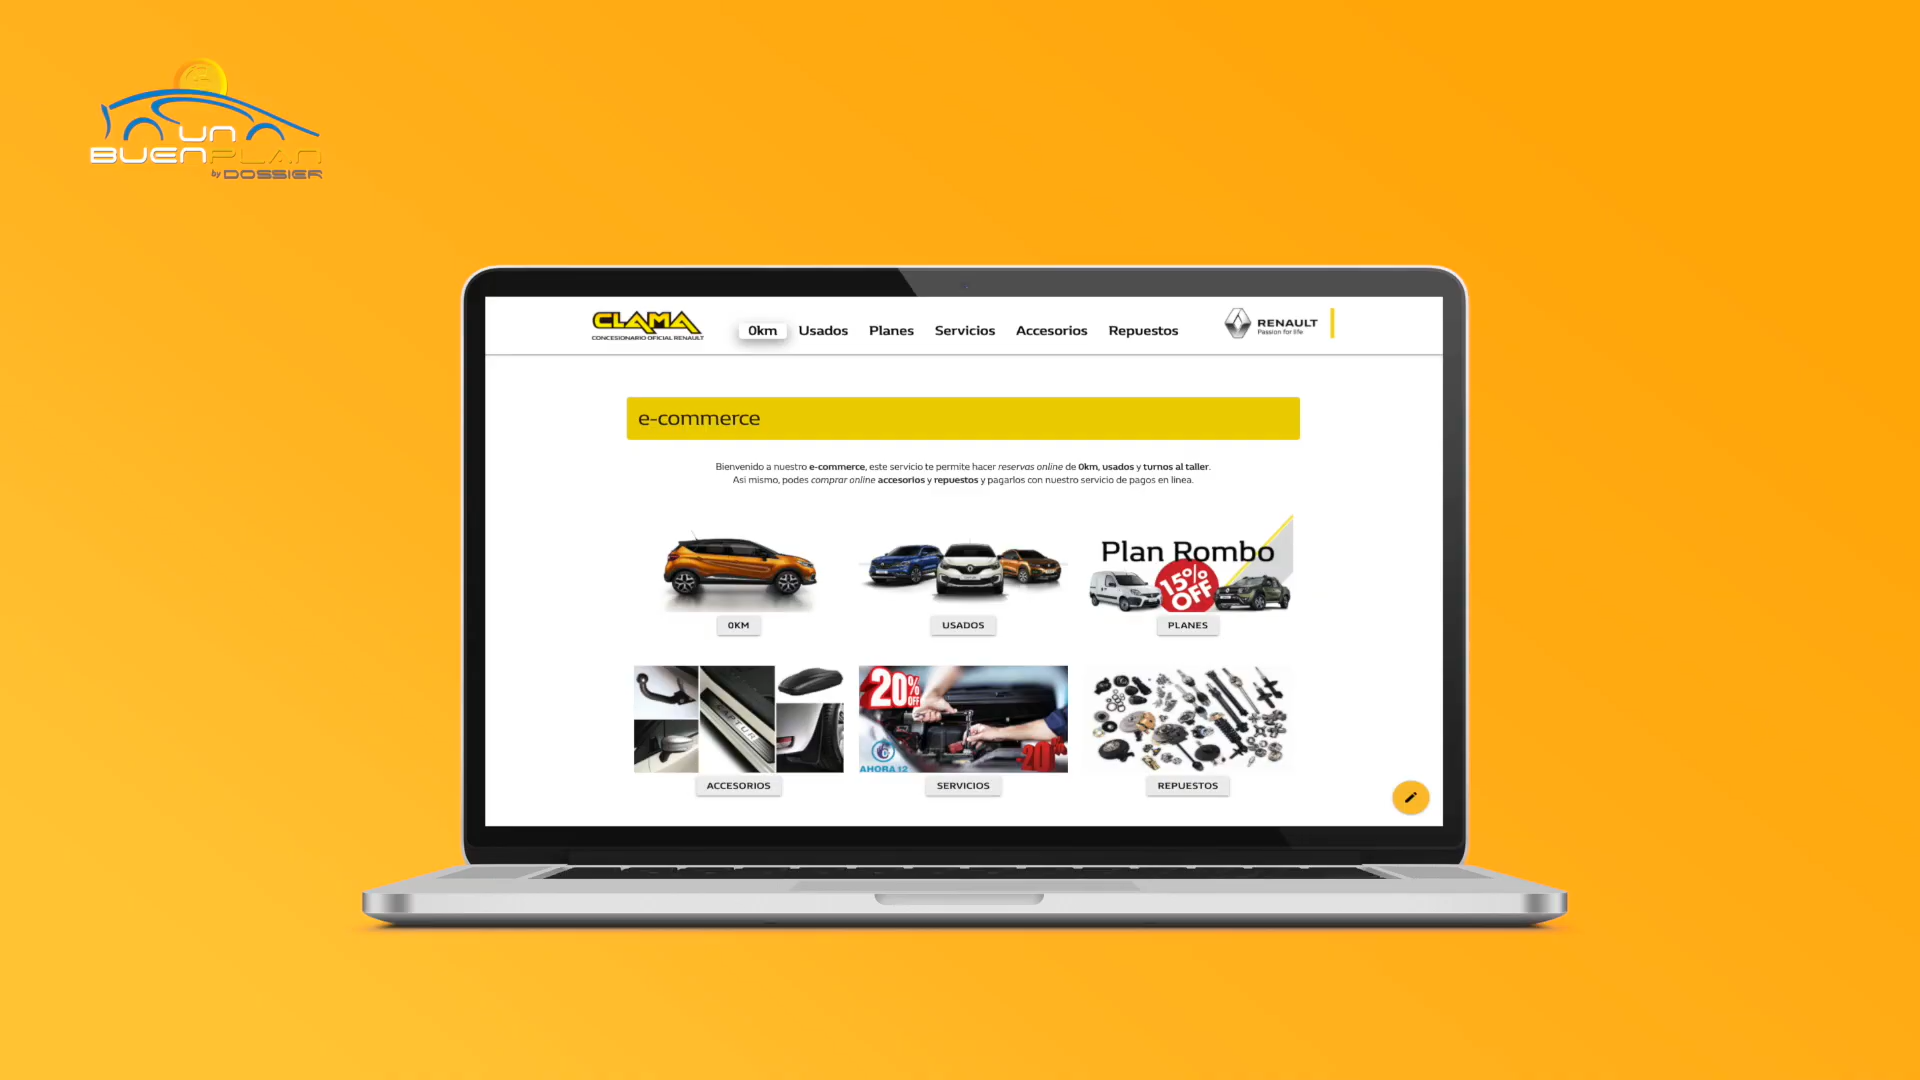 UN
BUENPLAN
by DOSSIER
CLAMA
CONCESIONARIO OFICIAL RENAULT
0km Usados Planes Servicios Accesorios Repuestos
RENAULT
Passion for life
e-commerce
Bienvenido a nuestro e-commerce, este servicio te permite hacer reservas online de 0km, usados y turnos al taller.
Asi mismo, podes comprar online accesorios y repuestos y pagarlos con nuestro servicio de pagos en linea.
Plan Rombo
15%
OFF
0KM
USADOS
PLANES
CAPTUR
20%
OFF
AHORA 12
20%
ACCESORIOS
SERVICIOS
REPUESTOS